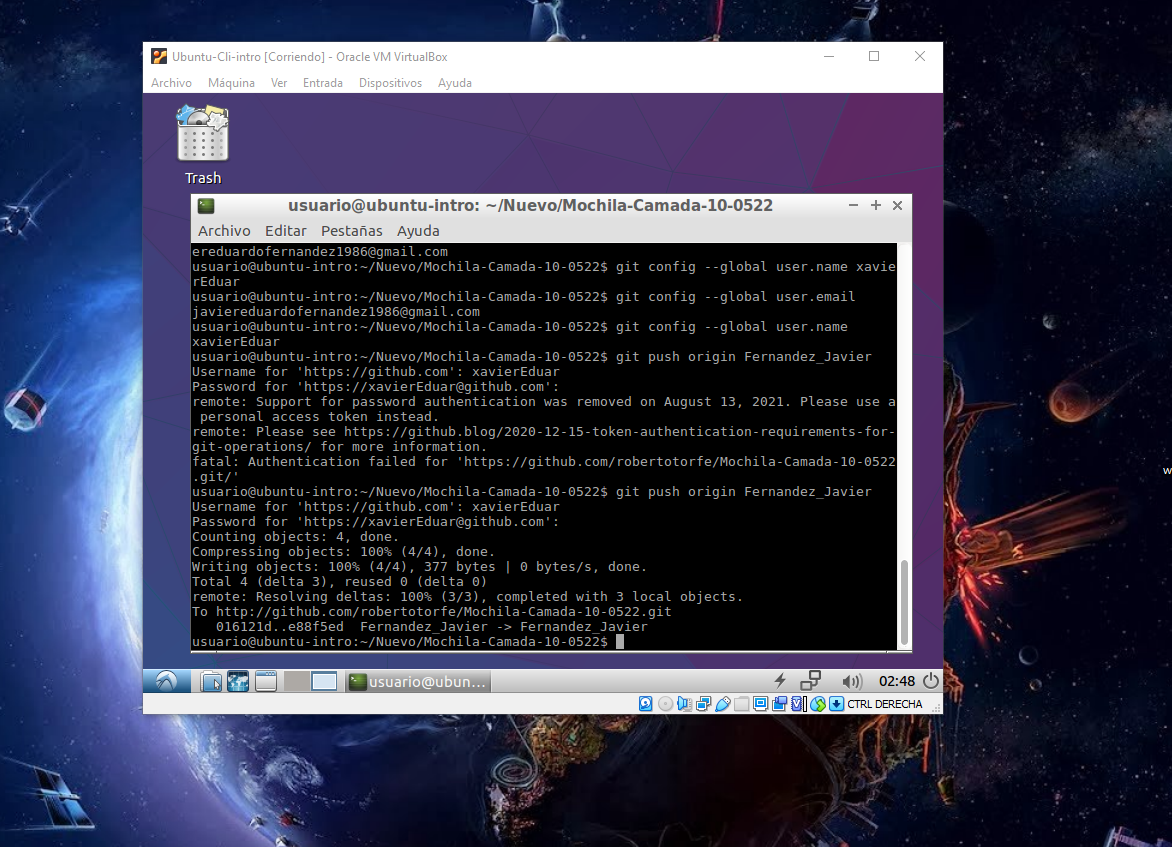 Ubuntu-Cli-intro [Corriendo] - Oracle VM VirtualBox
Archivo Máquina Ver Entrada Dispositivos Ayuda
Trash
usuario@ubuntu-intro: ~/Nuevo/Mochila-Camada-10-0522
Archivo Editar Pestañas Ayuda
ereduardofernandez1986@gmail.com
usuario@ubuntu-intro:~/Nuevo/Mochila-Camada-10-0522$ git config --global user.name xavie
rEduar
usuario@ubuntu-intro:~/Nuevo/Mochila-Camada-10-0522$ git config --global user.email
javiereduardofernandez1986@gmail.com
usuario@ubuntu-intro:~/Nuevo/Mochila-Camada-10-0522$ git config --global user.name
xavierEduar
usuario@ubuntu-intro:~/Nuevo/Mochila-Camada-10-0522$ git push origin Fernandez_Javier
Username for 'https://github.com': xavierEduar
Password for 'https://xavierEduar@github.com':
remote: Support for password authentication was removed on August 13, 2021. Please use a
 personal access token instead.
remote: Please see https://github.blog/2020-12-15-token-authentication-requirements-for-
git-operations/ for more information.
fatal: Authentication failed for 'https://github.com/robertotorfe/Mochila-Camada-10-0522
.git/'
usuario@ubuntu-intro:~/Nuevo/Mochila-Camada-10-0522$ git push origin Fernandez_Javier
Username for 'https://github.com': xavierEduar
Password for 'https://xavierEduar@github.com':
Counting objects: 4, done.
Compressing objects: 100% (4/4), done.
Writing objects: 100% (4/4), 377 bytes | 0 bytes/s, done.
Total 4 (delta 3), reused 0 (delta 0)
remote: Resolving deltas: 100% (3/3), completed with 3 local objects.
To http://github.com/robertotorfe/Mochila-Camada-10-0522.git
   016121d..e88f5ed  Fernandez_Javier -> Fernandez_Javier
usuario@ubuntu-intro:~/Nuevo/Mochila-Camada-10-0522$
usuario@ubun...
02:48
CTRL DERECHA
w